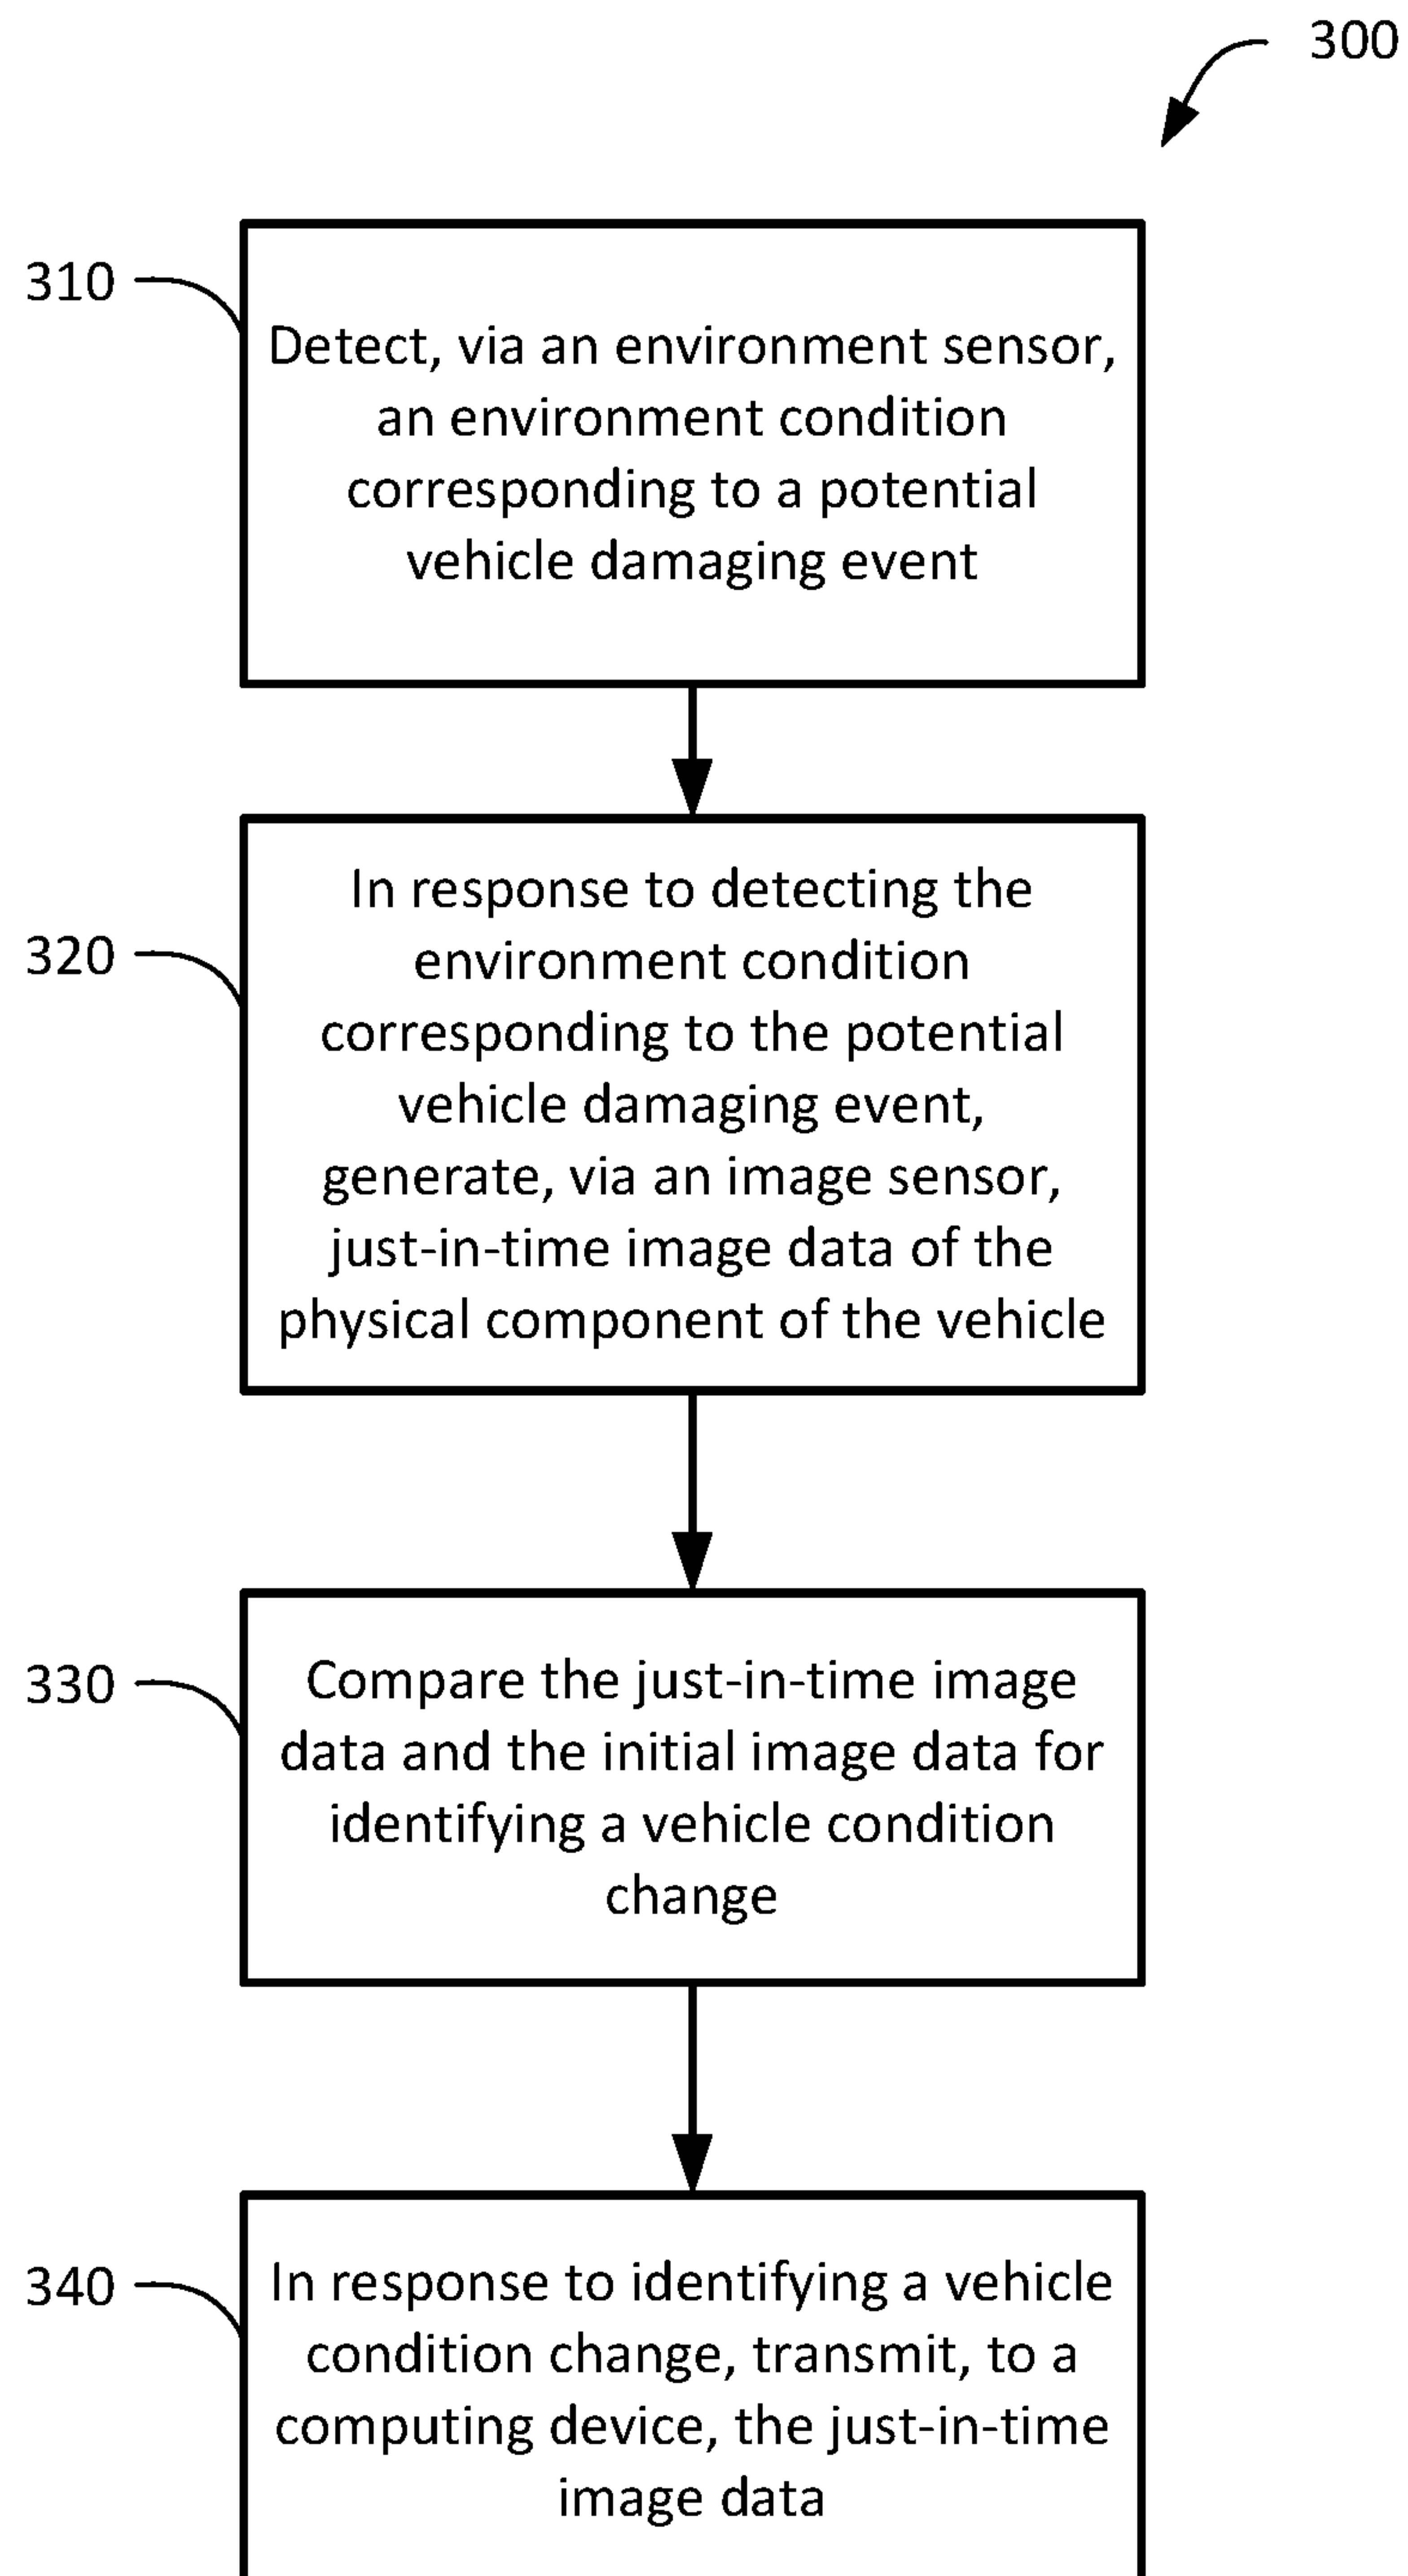 300
310
Detect, via an environment sensor,
an environment condition
corresponding to a potential
vehicle damaging event
320
In response to detecting the
environment condition
corresponding to the potential
vehicle damaging event,
generate, via an image sensor,
just-in-time image data of the
physical component of the vehicle
330
Compare the just-in-time image
data and the initial image data for
identifying a vehicle condition
change
340
In response to identifying a vehicle
condition change, transmit, to a
computing device, the just-in-time
image data